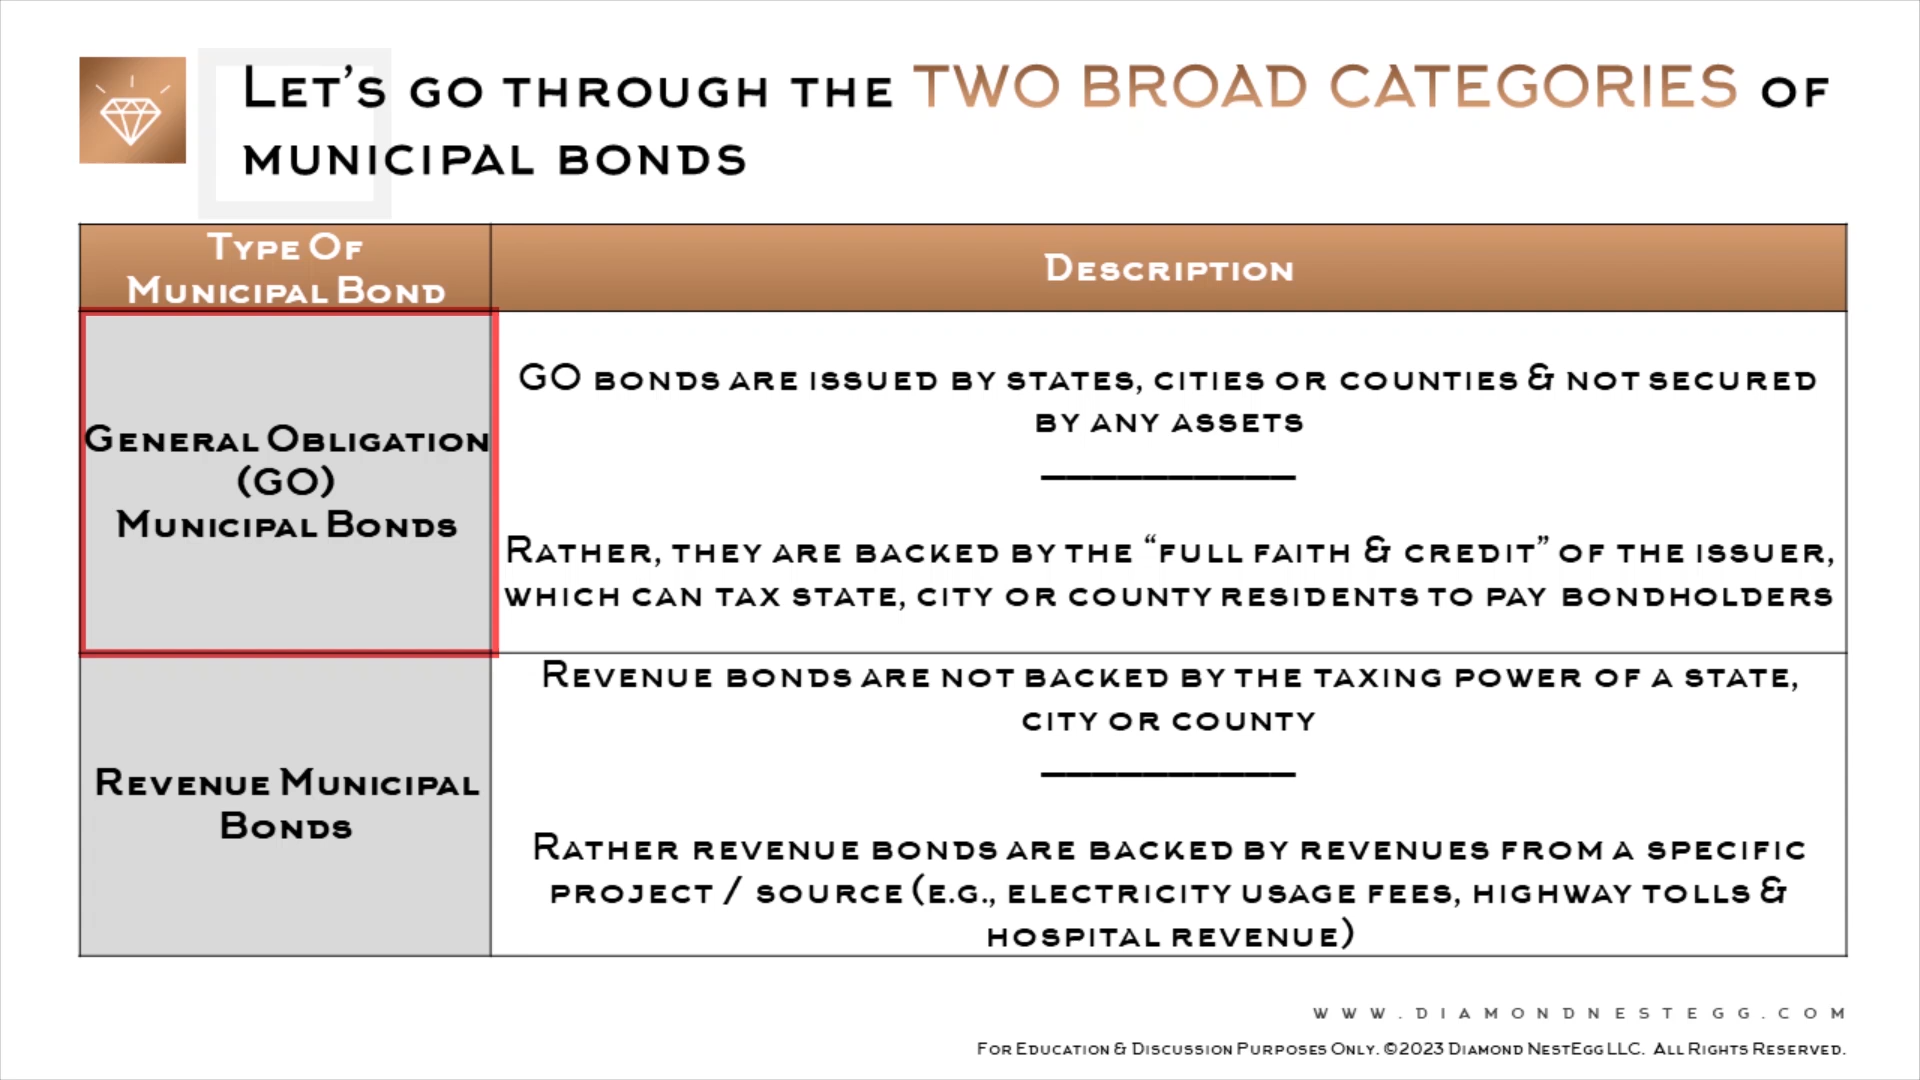 Let's go through the TWO BROAD CATEGORIES of
municipal bonds
Type Of
Municipal Bond
Description
General Obligation
(GO)
Municipal Bonds
GO bonds are issued by states, cities or counties & not secured
by any assets
Rather, they are backed by the “full faith & credit” of the issuer,
which can tax state, city or county residents to pay bondholders
Revenue Municipal
Bonds
Revenue bonds are not backed by the taxing power of a state,
city or county
Rather revenue bonds are backed by revenues from a specific
project / source (e.g., electricity usage fees, highway tolls &
hospital revenue)
WWW.DIAMONDNESTEGG.COM
For Education & Discussion Purposes Only. ©2023 Diamond NestEgg LLC. All Rights Reserved.